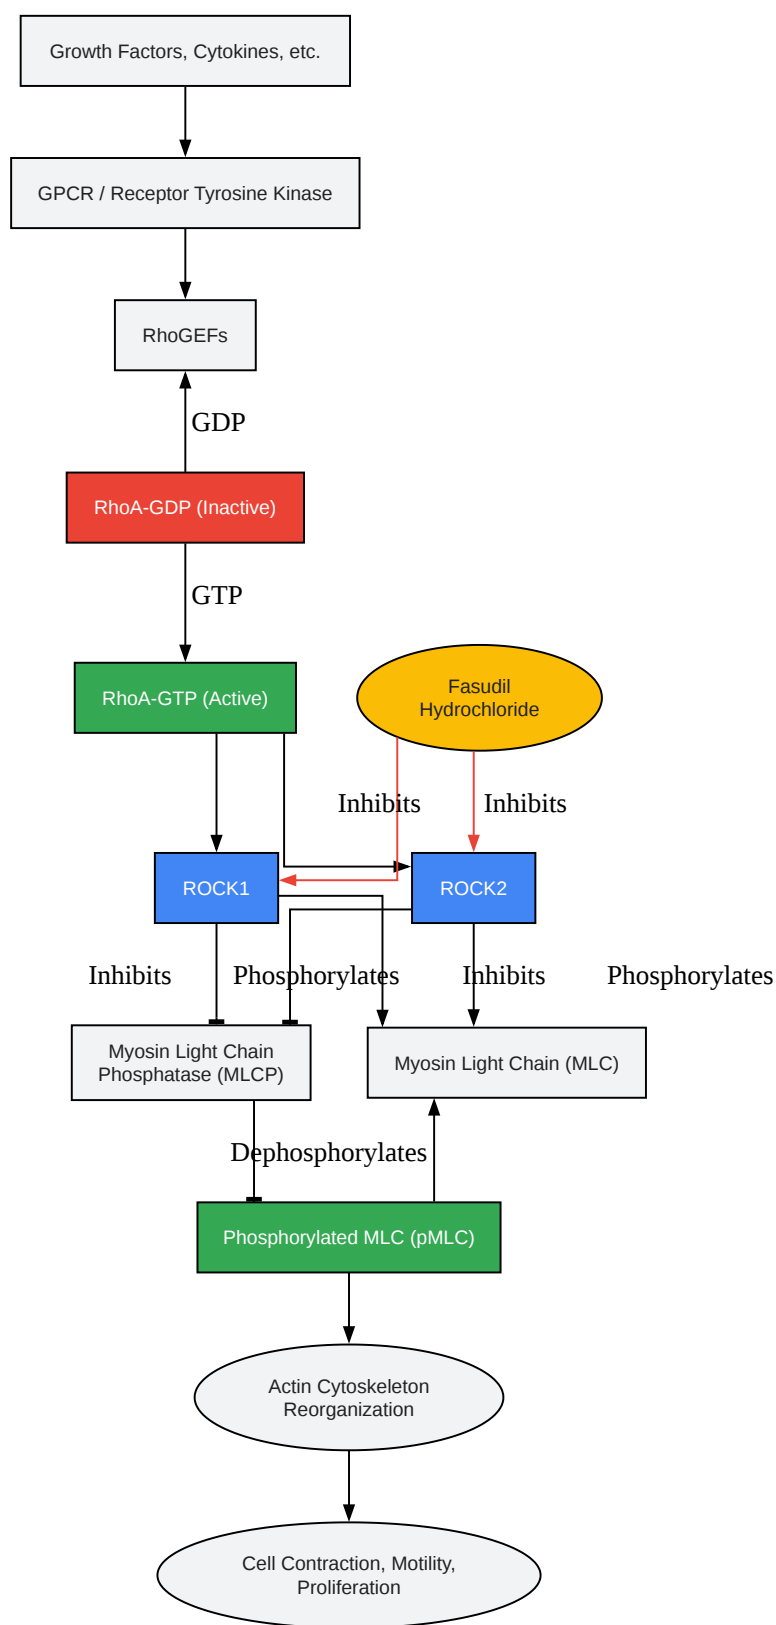 Growth Factors, Cytokines, etc.
GPCR / Receptor Tyrosine Kinase
RhoGEFs
GDP
RhoA-GDP (Inactive)
GTP
RhoA-GTP (Active)
Fasudil
Hydrochloride
Inhibits
Inhibits
ROCK1
ROCK2
Inhibits
Phosphorylates
Inhibits
Phosphorylates
Myosin Light Chain
Phosphatase (MLCP)
Myosin Light Chain (MLC)
Dephosphorylates
Phosphorylated MLC (pMLC)
Actin Cytoskeleton
Reorganization
Cell Contraction, Motility,
Proliferation